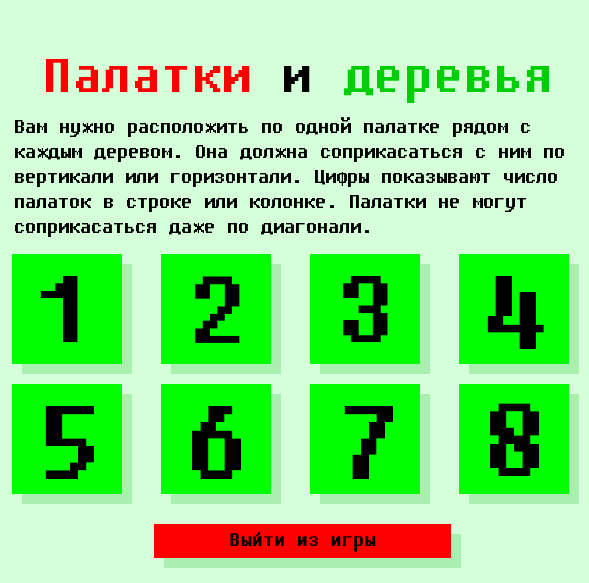 Палатки и деревья
Вам нужно расположить по одной палатке рядом с
каждым деревом. Она должна соприкасаться с ним по
вертикали или горизонтали. Цифры показывают число
палаток в строке или колонке. Палатки не могут
соприкасаться даже по диагонали.
1 2 3 4
5 6 7 8
Выйти из игры